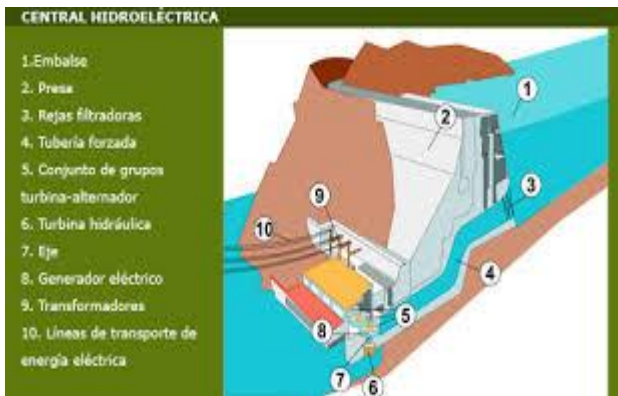 CENTRAL HIDROELÉCTRICA
1.Embalse
2. Presa
3. Rejas filtradoras
4. Tubería forzada
5. Conjunto de grupos
turbina-alternador
6. Turbina hidráulica
7. Eje
8. Generador eléctrico
9. Transformadores
10. Líneas de transporte de
energía eléctrica
1
2
3
9
10
4
5
8
7
6